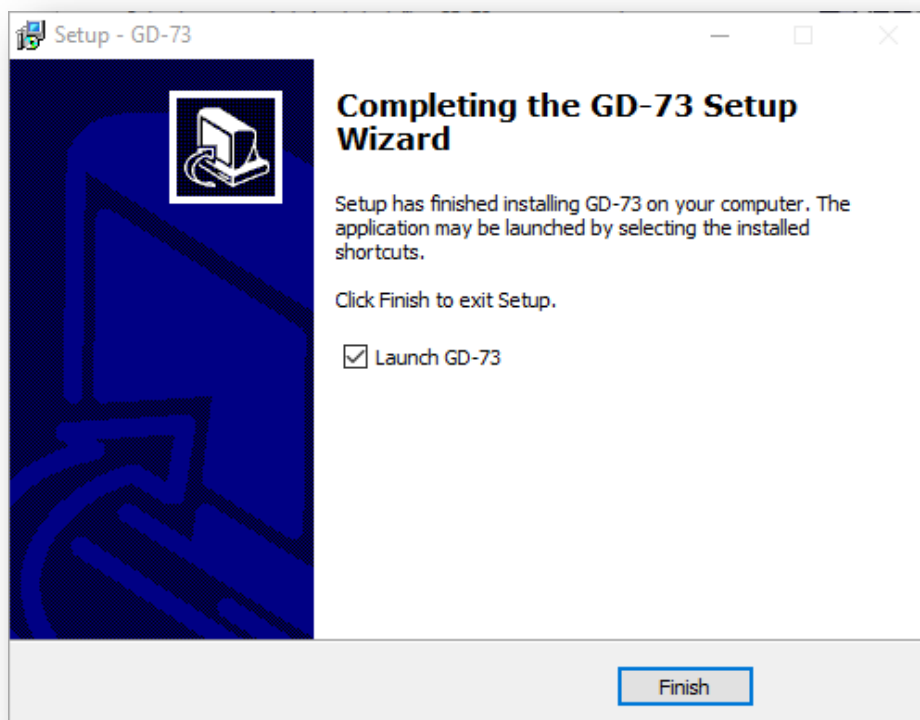 Setup - GD-73
Completing the GD-73 Setup
Wizard
Setup has finished installing GD-73 on your computer. The
application may be launched by selecting the installed
shortcuts.
Click Finish to exit Setup.
Launch GD-73
Finish